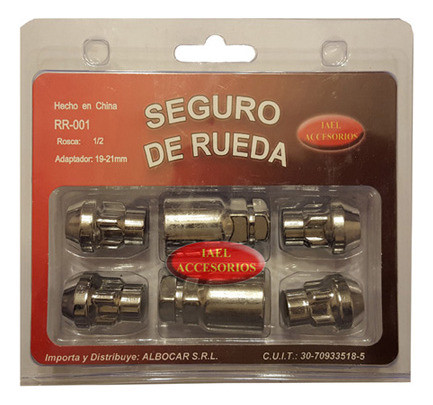 Hecho en China
RR-001
Rosca: 1/2
Adaptador: 19-21mm
SEGURO
DE RUEDA
IAEL
ACCESORIOS
IAEL
ACCESORIOS
Importa y Distribuye: ALBOCAR S.R.L.
C.U.I.T.: 30-70933518-5